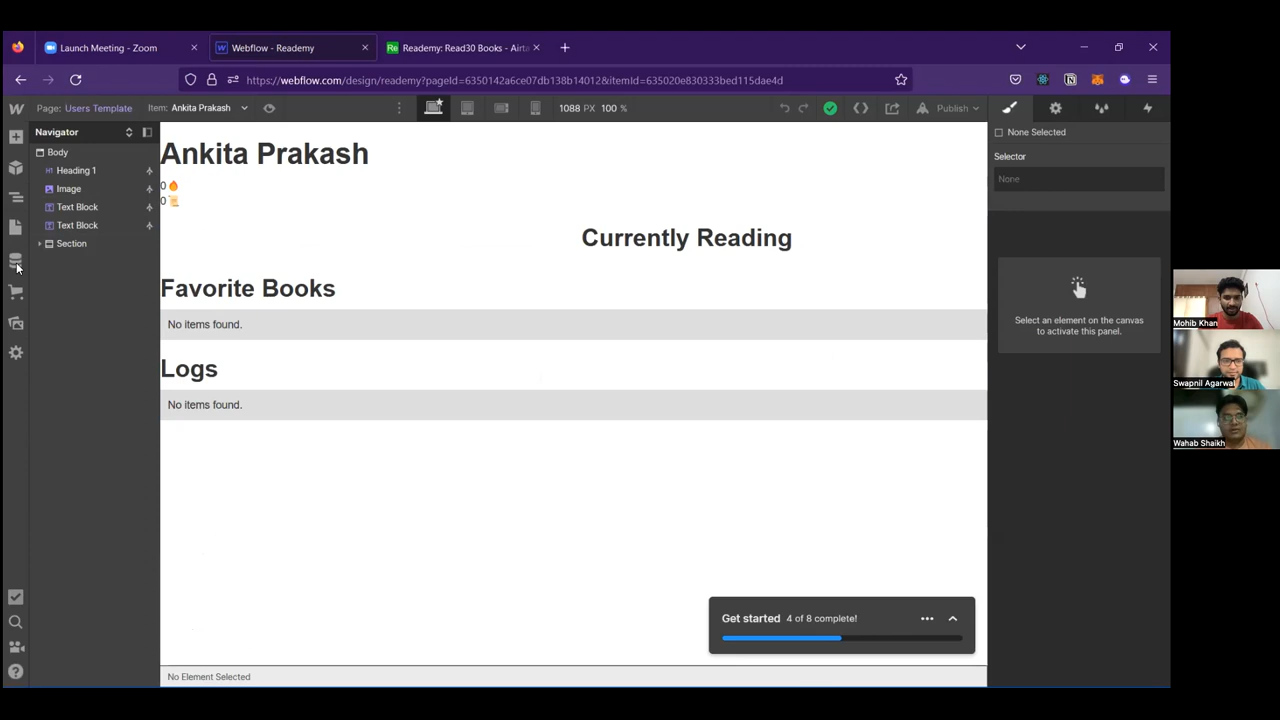 Launch Meeting - Zoom
Webflow - Reademy
Re
Reademy: Read30 Books - Airta
https://webflow.com/design/reademy?pageId=6350142a6ce07db138b14012&itemId=635020e830333bed115dae4d
Page: Users Template
Item: Ankita Prakash
1088 PX 100 %
Publish
Navigator
Body
H1 Heading 1
Image
Text Block
Text Block
Section
Ankita Prakash
0🔥
0📜
Currently Reading
Favorite Books
No items found.
Logs
No items found.
None Selected
Selector
None
Select an element on the canvas
to activate this panel.
Mohib Khan
Swapnil Agarwal
Wahab Shaikh
Get started 4 of 8 complete!
No Element Selected